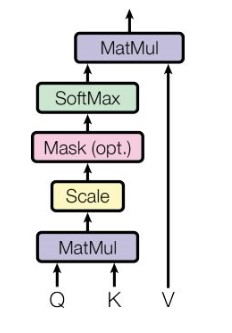 MatMul
SoftMax
Mask (opt.)
Scale
MatMul
Q K V